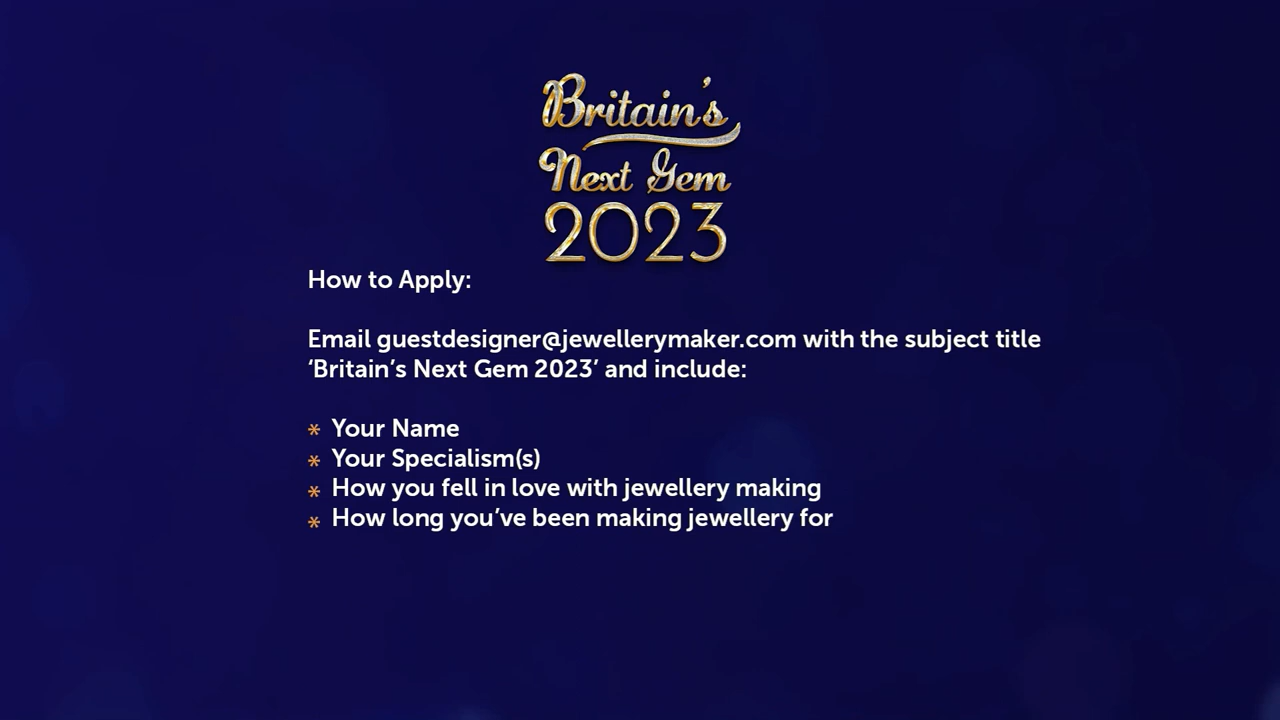 Britain's
Next Gem
2023
How to Apply:
Email guestdesigner@jewellerymaker.com with the subject title
‘Britain’s Next Gem 2023’ and include:
* Your Name
* Your Specialism(s)
* How you fell in love with jewellery making
* How long you’ve been making jewellery for